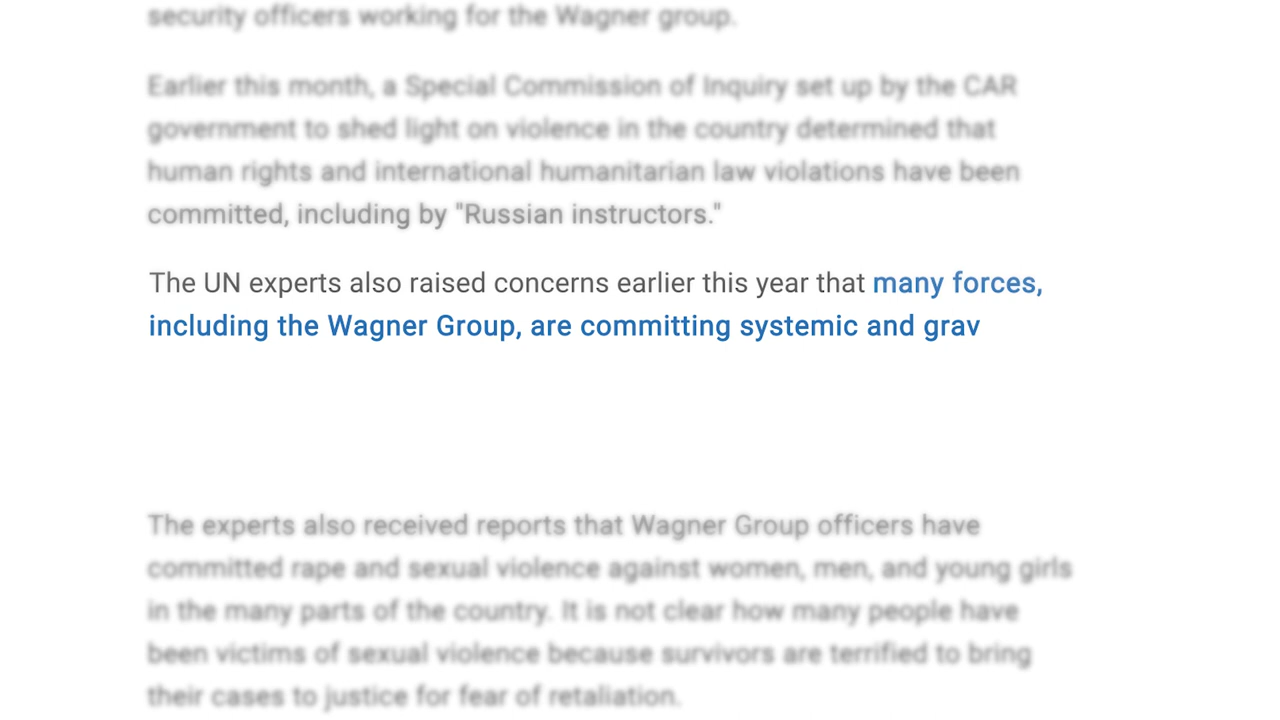 security officers working for the Wagner group.
Earlier this month, a Special Commission of Inquiry set up by the CAR
government to shed light on violence in the country determined that
human rights and international humanitarian law violations have been
committed, including by "Russian instructors."
The UN experts also raised concerns earlier this year that many forces,
including the Wagner Group, are committing systemic and grav
The experts also received reports that Wagner Group officers have
committed rape and sexual violence against women, men, and young girls
in the many parts of the country. It is not clear how many people have
been victims of sexual violence because survivors are terrified to bring
their cases to justice for fear of retaliation.